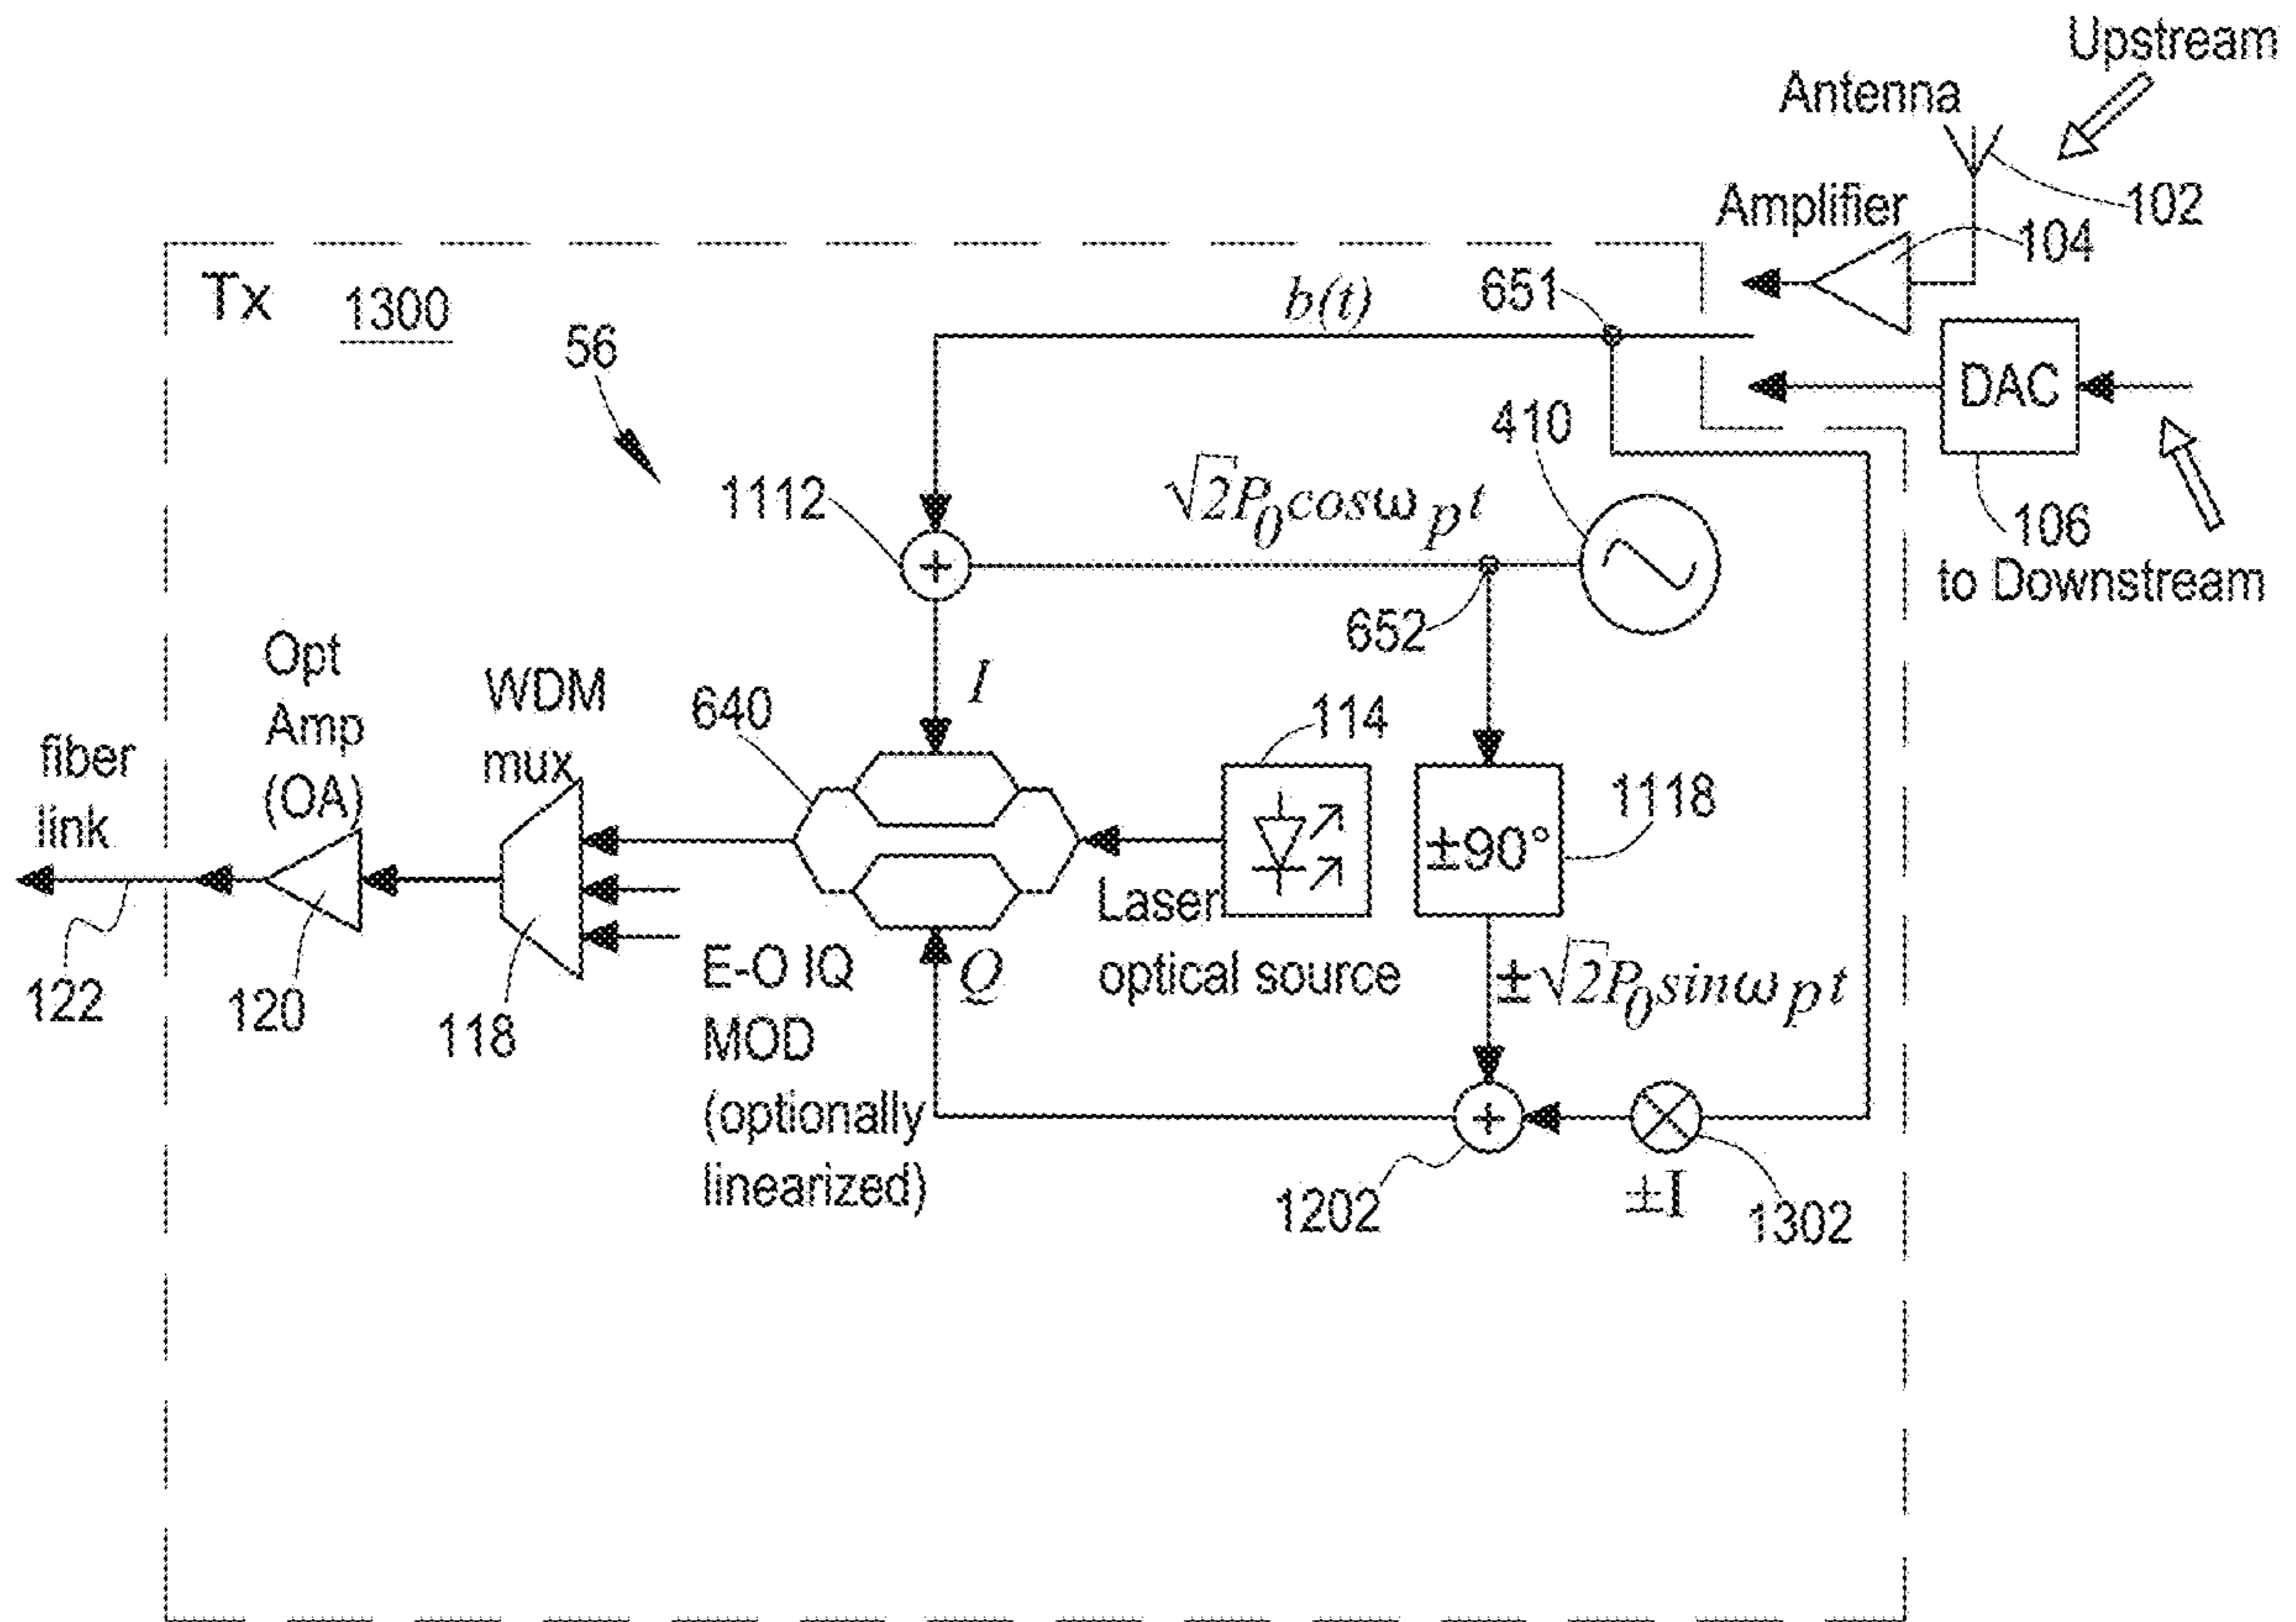 Upstream
Antenna
102
Amplifier
104
Tx
1300
b(t)
651
56
DAC
410
1112
+
√2P₀cosω_p t
106
to Downstream
652
Opt
Amp
(OA)
WDM
mux
640
I
114
fiber
link
1118
±90°
Laser
optical source
E-O IQ
MOD
(optionally
linearized)
Q
±√2P₀sinω_p t
122
120
118
+
1202
±I
1302